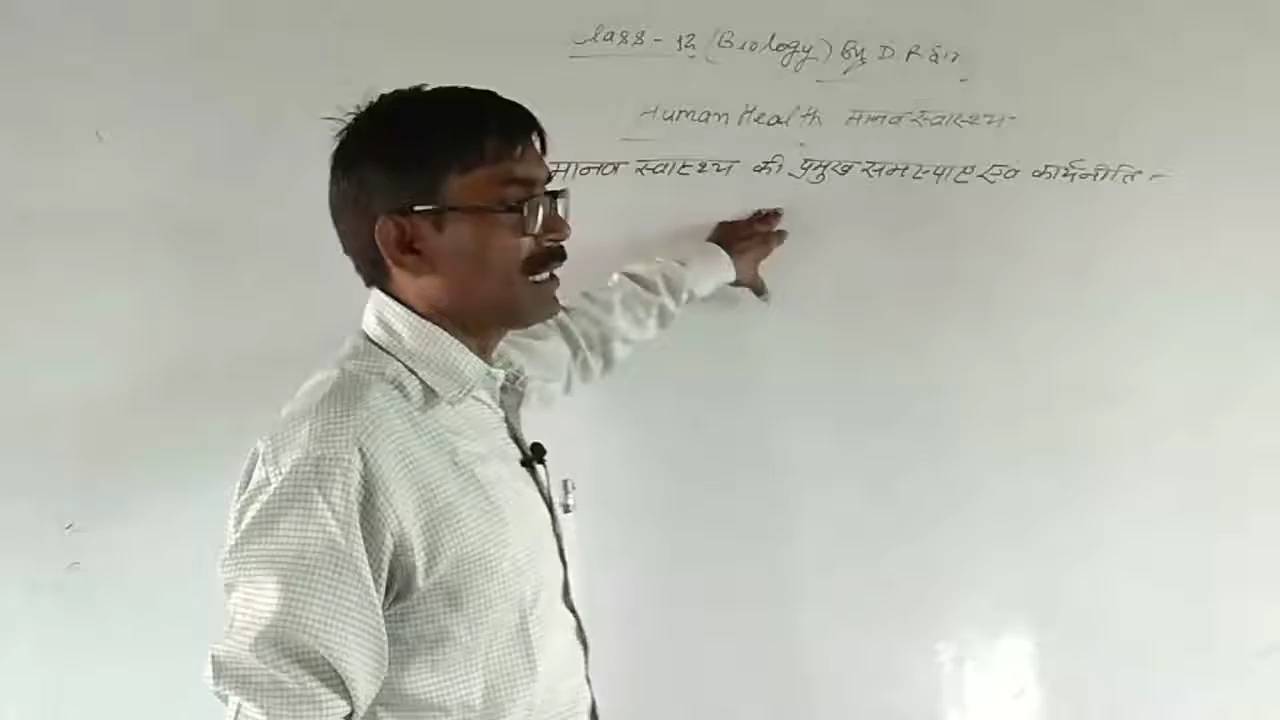 Class - 12 (Biology) By D R Sir
Human Health मानव स्वास्थ्य -
मानव स्वास्थ्य की प्रमुख समस्याए एवं कार्यनीति :-